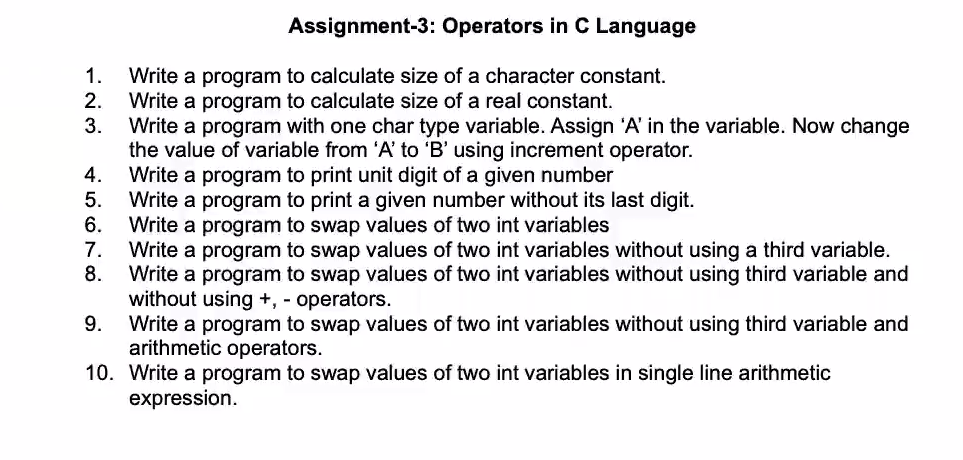 Assignment-3: Operators in C Language
1. Write a program to calculate size of a character constant.
2. Write a program to calculate size of a real constant.
3. Write a program with one char type variable. Assign ‘A’ in the variable. Now change
the value of variable from ‘A’ to ‘B’ using increment operator.
4. Write a program to print unit digit of a given number
5. Write a program to print a given number without its last digit.
6. Write a program to swap values of two int variables
7. Write a program to swap values of two int variables without using a third variable.
8. Write a program to swap values of two int variables without using third variable and
without using +, - operators.
9. Write a program to swap values of two int variables without using third variable and
arithmetic operators.
10. Write a program to swap values of two int variables in single line arithmetic
expression.